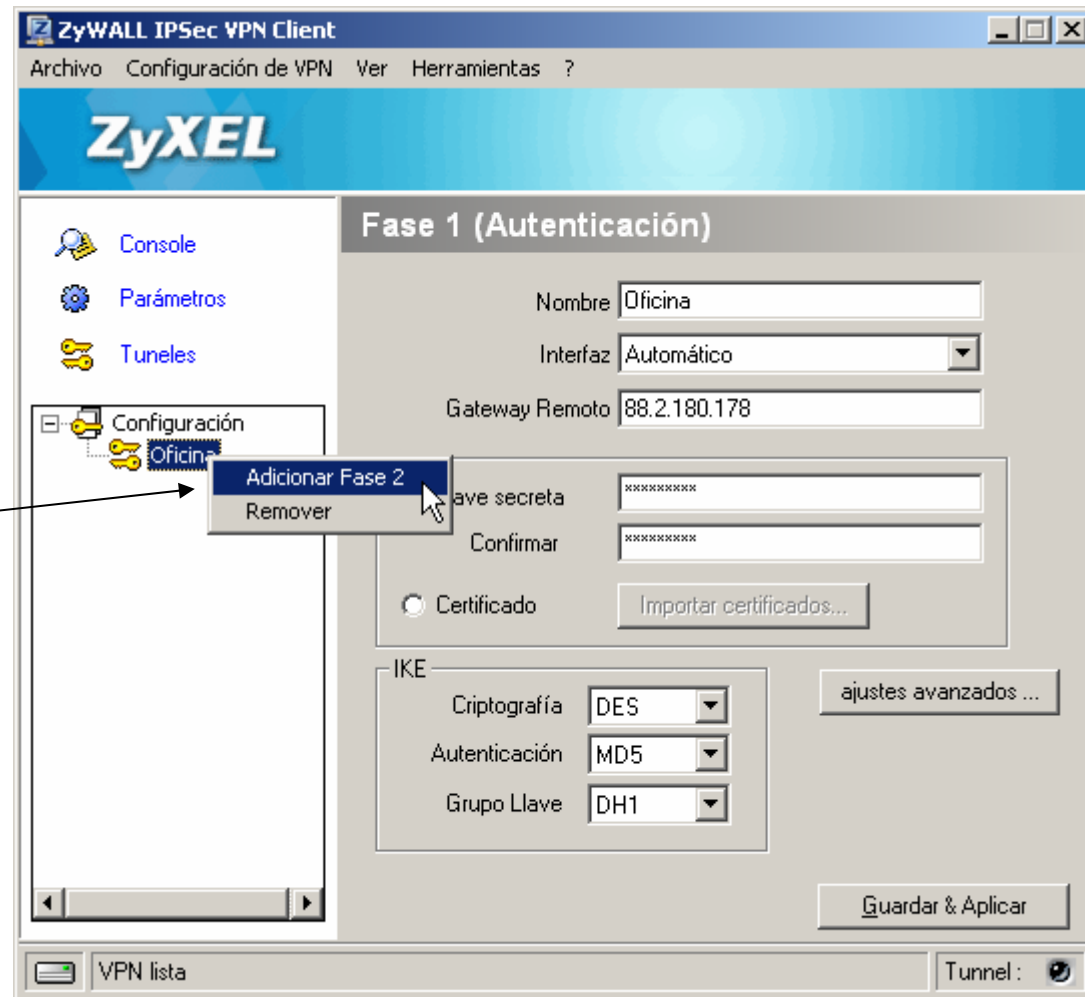 ZyWALL IPSec VPN Client
Archivo Configuración de VPN Ver Herramientas ?
ZyXEL
Console
Parámetros
Tuneles
Configuración
Oficina
Adicionar Fase 2
Remover
Fase 1 (Autenticación)
Nombre Oficina
Interfaz Automático
Gateway Remoto 88.2.180.178
ave secreta *********
Confirmar *********
Certificado Importar certificados...
IKE
Criptografía DES
Autenticación MD5
Grupo Llave DH1
ajustes avanzados ...
Guardar & Aplicar
VPN lista Tunnel :